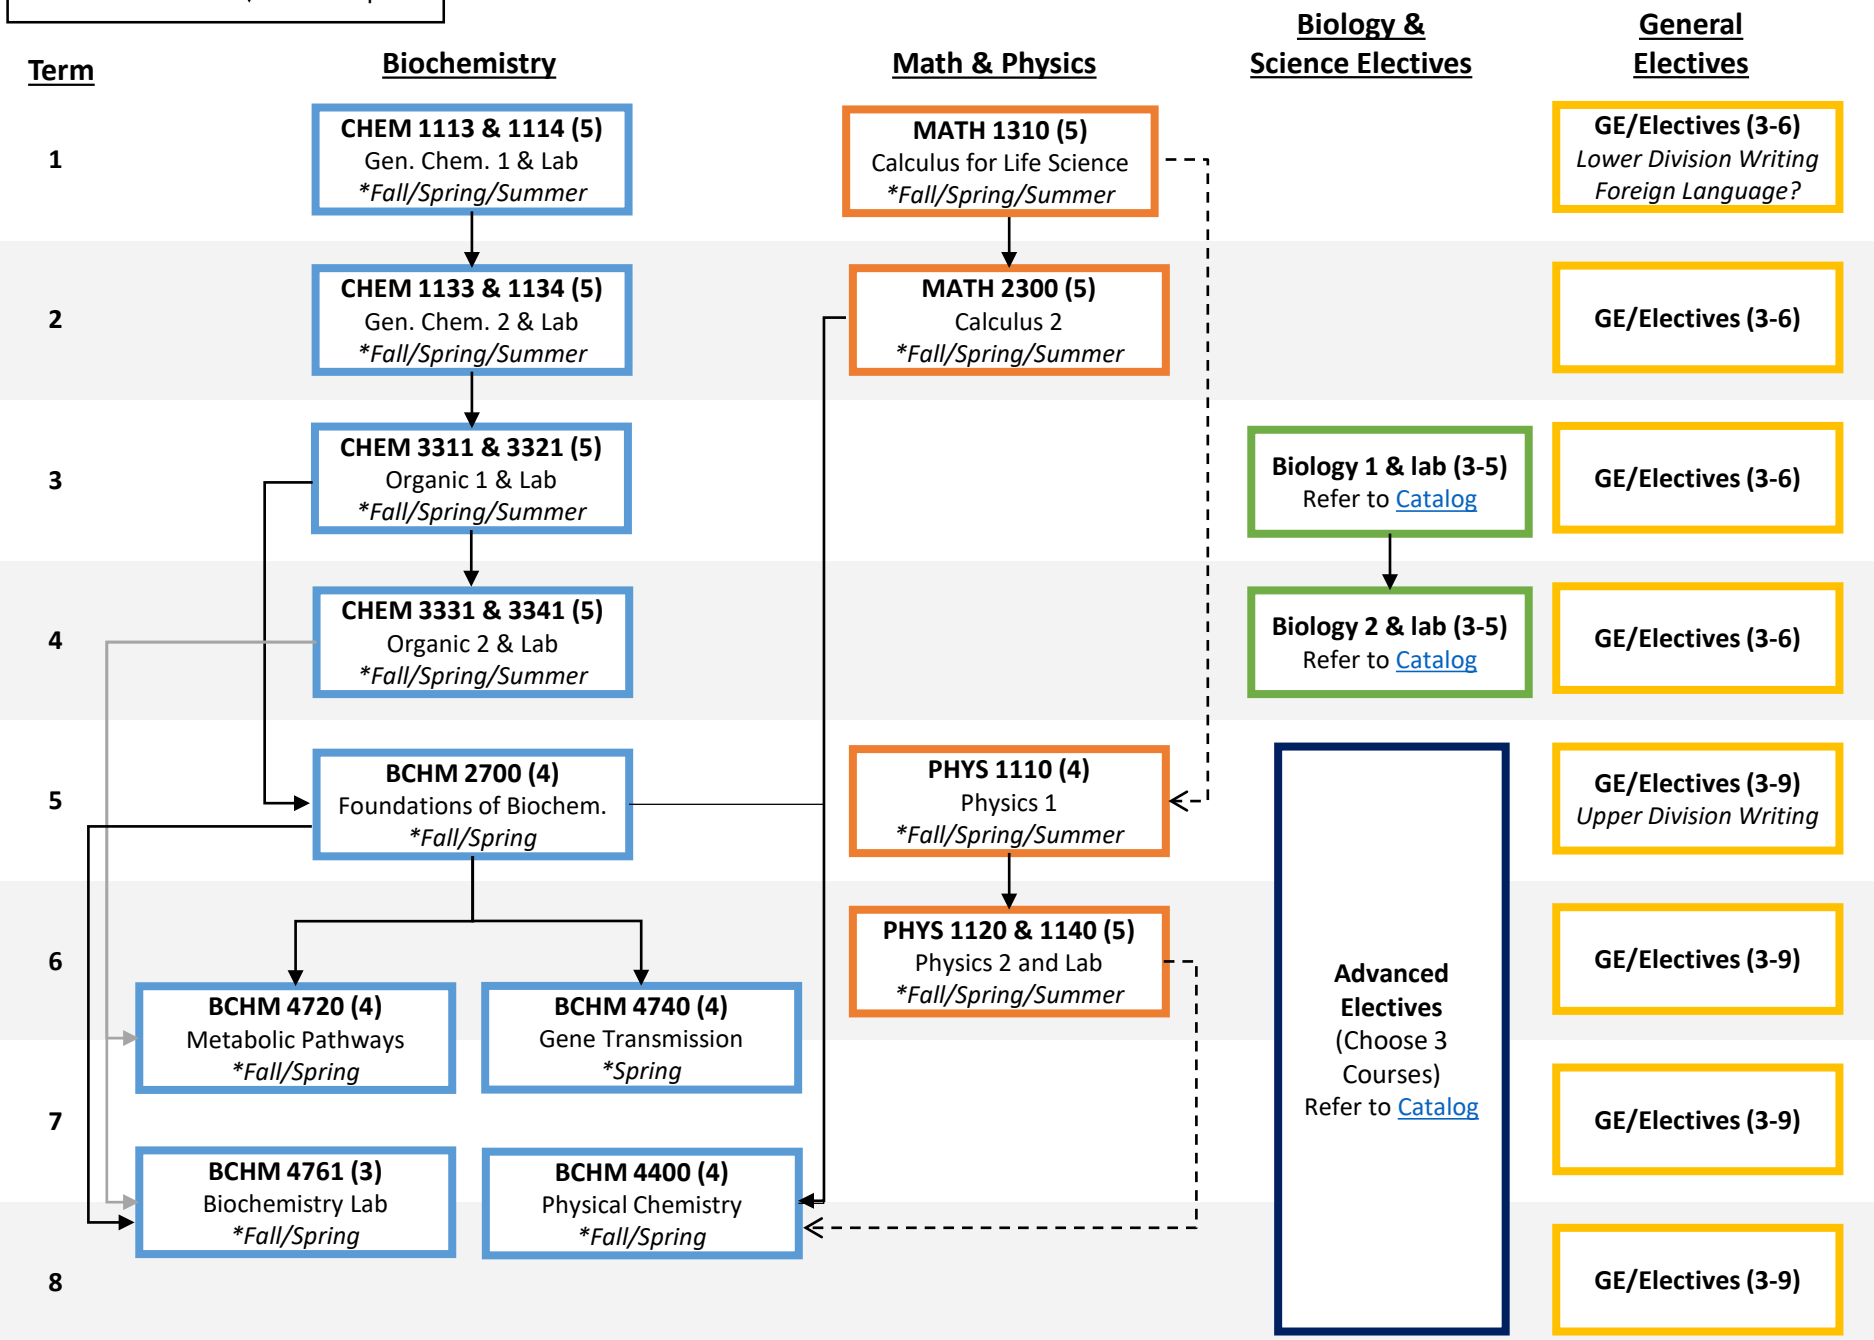 Biology &
Science Electives
General
Electives
Term
Biochemistry
Math & Physics
1
CHEM 1113 & 1114 (5)
Gen. Chem. 1 & Lab
*Fall/Spring/Summer
MATH 1310 (5)
Calculus for Life Science
*Fall/Spring/Summer
GE/Electives (3-6)
Lower Division Writing
Foreign Language?
2
CHEM 1133 & 1134 (5)
Gen. Chem. 2 & Lab
*Fall/Spring/Summer
MATH 2300 (5)
Calculus 2
*Fall/Spring/Summer
GE/Electives (3-6)
3
CHEM 3311 & 3321 (5)
Organic 1 & Lab
*Fall/Spring/Summer
Biology 1 & lab (3-5)
Refer to Catalog
GE/Electives (3-6)
4
CHEM 3331 & 3341 (5)
Organic 2 & Lab
*Fall/Spring/Summer
Biology 2 & lab (3-5)
Refer to Catalog
GE/Electives (3-6)
5
BCHM 2700 (4)
Foundations of Biochem.
*Fall/Spring
PHYS 1110 (4)
Physics 1
*Fall/Spring/Summer
GE/Electives (3-9)
Upper Division Writing
6
BCHM 4720 (4)
Metabolic Pathways
*Fall/Spring
BCHM 4740 (4)
Gene Transmission
*Spring
PHYS 1120 & 1140 (5)
Physics 2 and Lab
*Fall/Spring/Summer
Advanced
Electives
(Choose 3
Courses)
Refer to Catalog
GE/Electives (3-9)
7
BCHM 4761 (3)
Biochemistry Lab
*Fall/Spring
BCHM 4400 (4)
Physical Chemistry
*Fall/Spring
GE/Electives (3-9)
8
GE/Electives (3-9)